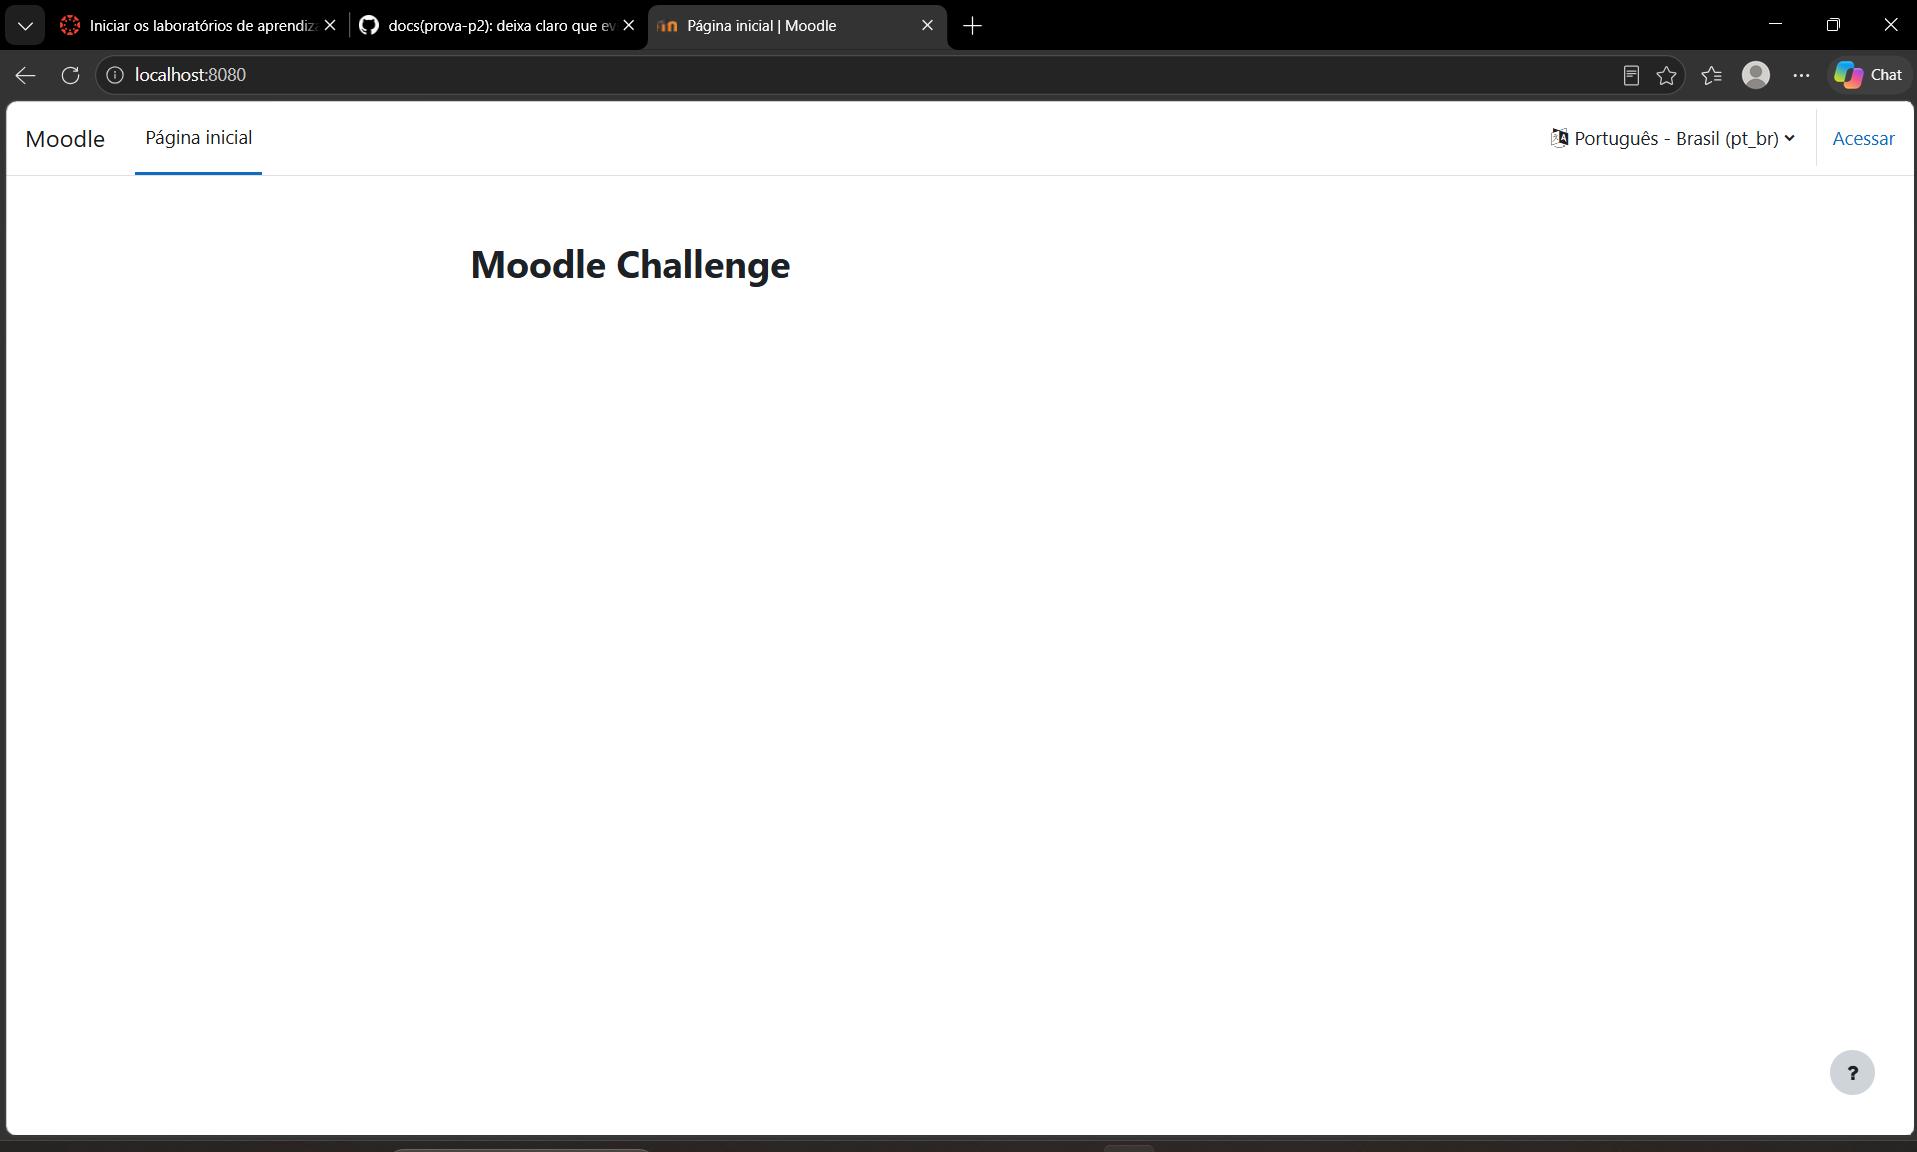 Iniciar os laboratórios de aprendiz
docs(prova-p2): deixa claro que ev
Página inicial | Moodle
localhost:8080
Chat
Moodle
Página inicial
Português - Brasil (pt_br)
Acessar
Moodle Challenge
?